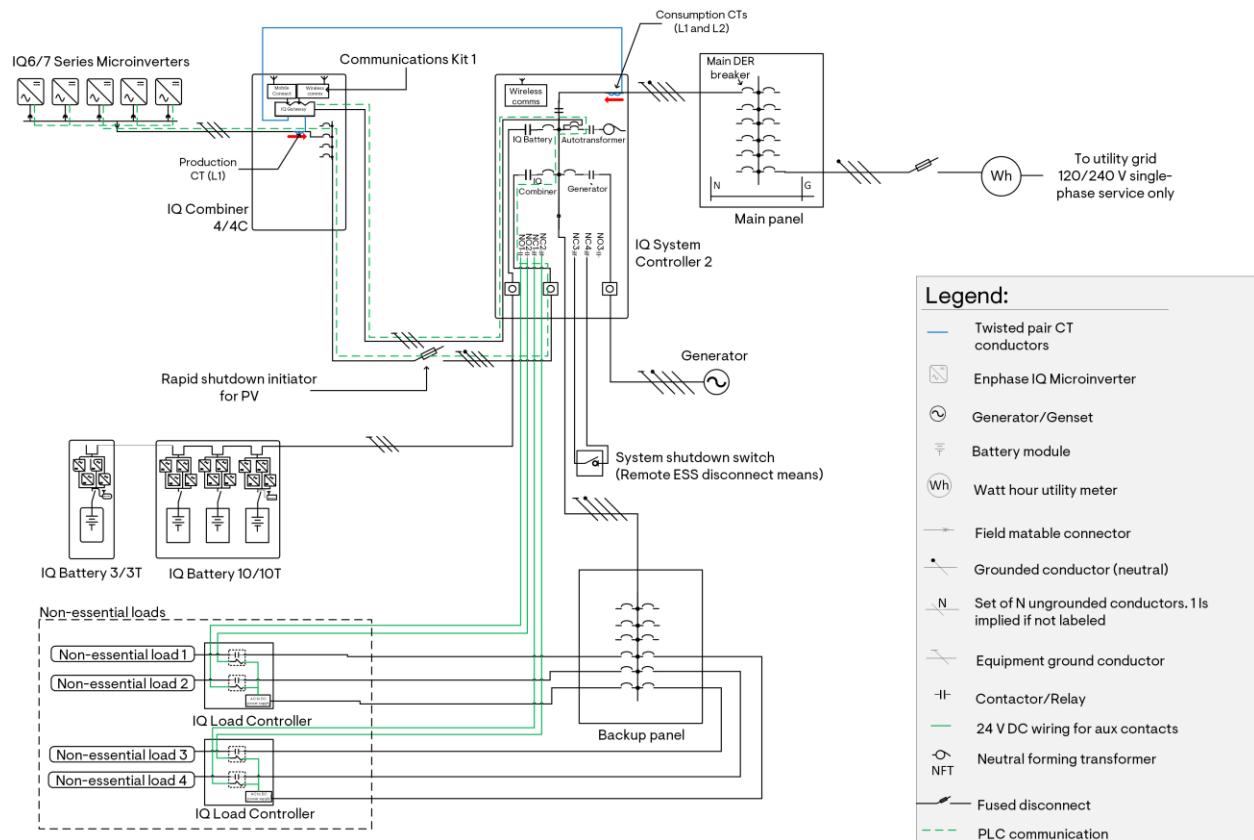 Consumption CTs
(L1 and L2)
IQ6/7 Series Microinverters
Communications Kit 1
Main DER
breaker
Mobile
Connect
Wireless
comms
IQ Gateway
Wireless
comms
IQ Battery
Autotransformer
Production
CT (L1)
IQ
Combiner
Generator
N
G
Main panel
Wh
To utility grid
120/240 V single-
phase service only
IQ Combiner
4/4C
NO1
NO2
NC1
NC2
NC3
NC4
NO3
IQ System
Controller 2
Rapid shutdown initiator
for PV
Generator
System shutdown switch
(Remote ESS disconnect means)
IQ Battery 3/3T
IQ Battery 10/10T
Non-essential loads
Non-essential load 1
Non-essential load 2
IQ Load Controller
Non-essential load 3
Non-essential load 4
IQ Load Controller
Backup panel
Legend:
Twisted pair CT
conductors
Enphase IQ Microinverter
Generator/Genset
Battery module
Wh
Watt hour utility meter
Field matable connector
Grounded conductor (neutral)
N
Set of N ungrounded conductors. 1 Is
implied if not labeled
Equipment ground conductor
Contactor/Relay
24 V DC wiring for aux contacts
NFT
Neutral forming transformer
Fused disconnect
PLC communication